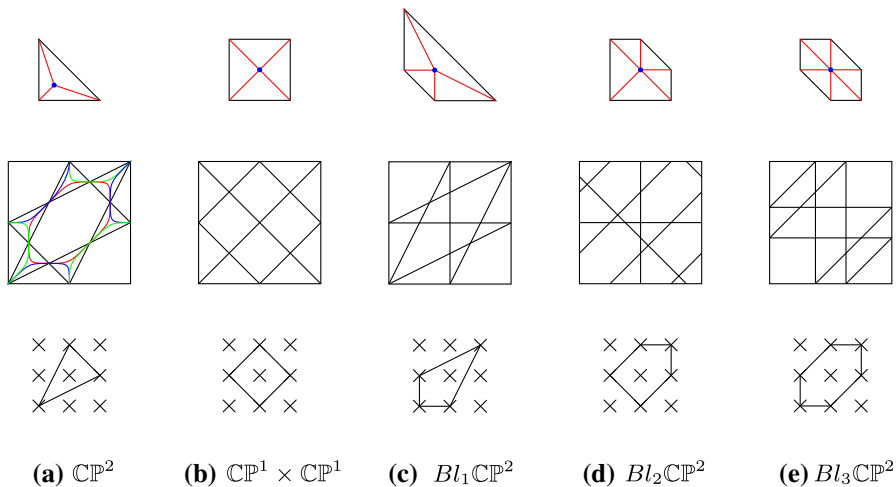 (a) ℂℙ² (b) ℂℙ¹ × ℂℙ¹ (c) Bl₁ℂℙ² (d) Bl₂ℂℙ² (e) Bl₃ℂℙ²